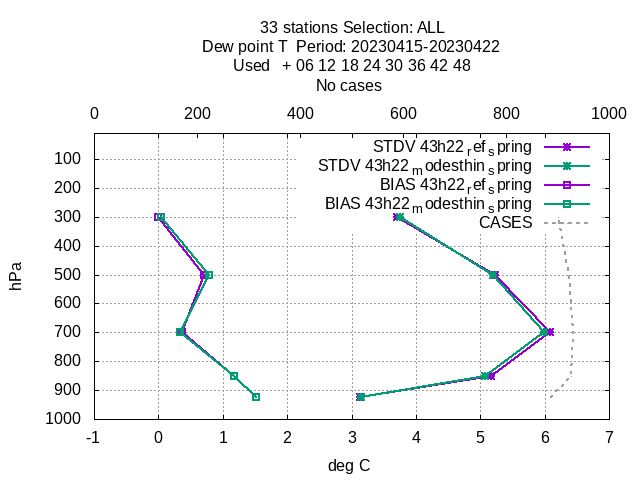 33 stations Selection: ALL
Dew point T  Period: 20230415-20230422
Used   + 06 12 18 24 30 36 42 48
No cases
0 200 400 600 800 1000
STDV 43h22_ref_spring
STDV 43h22_modesthin_spring
BIAS 43h22_ref_spring
BIAS 43h22_modesthin_spring
CASES
100
200
300
400
500
600
700
800
900
1000
hPa
-1 0 1 2 3 4 5 6 7
deg C